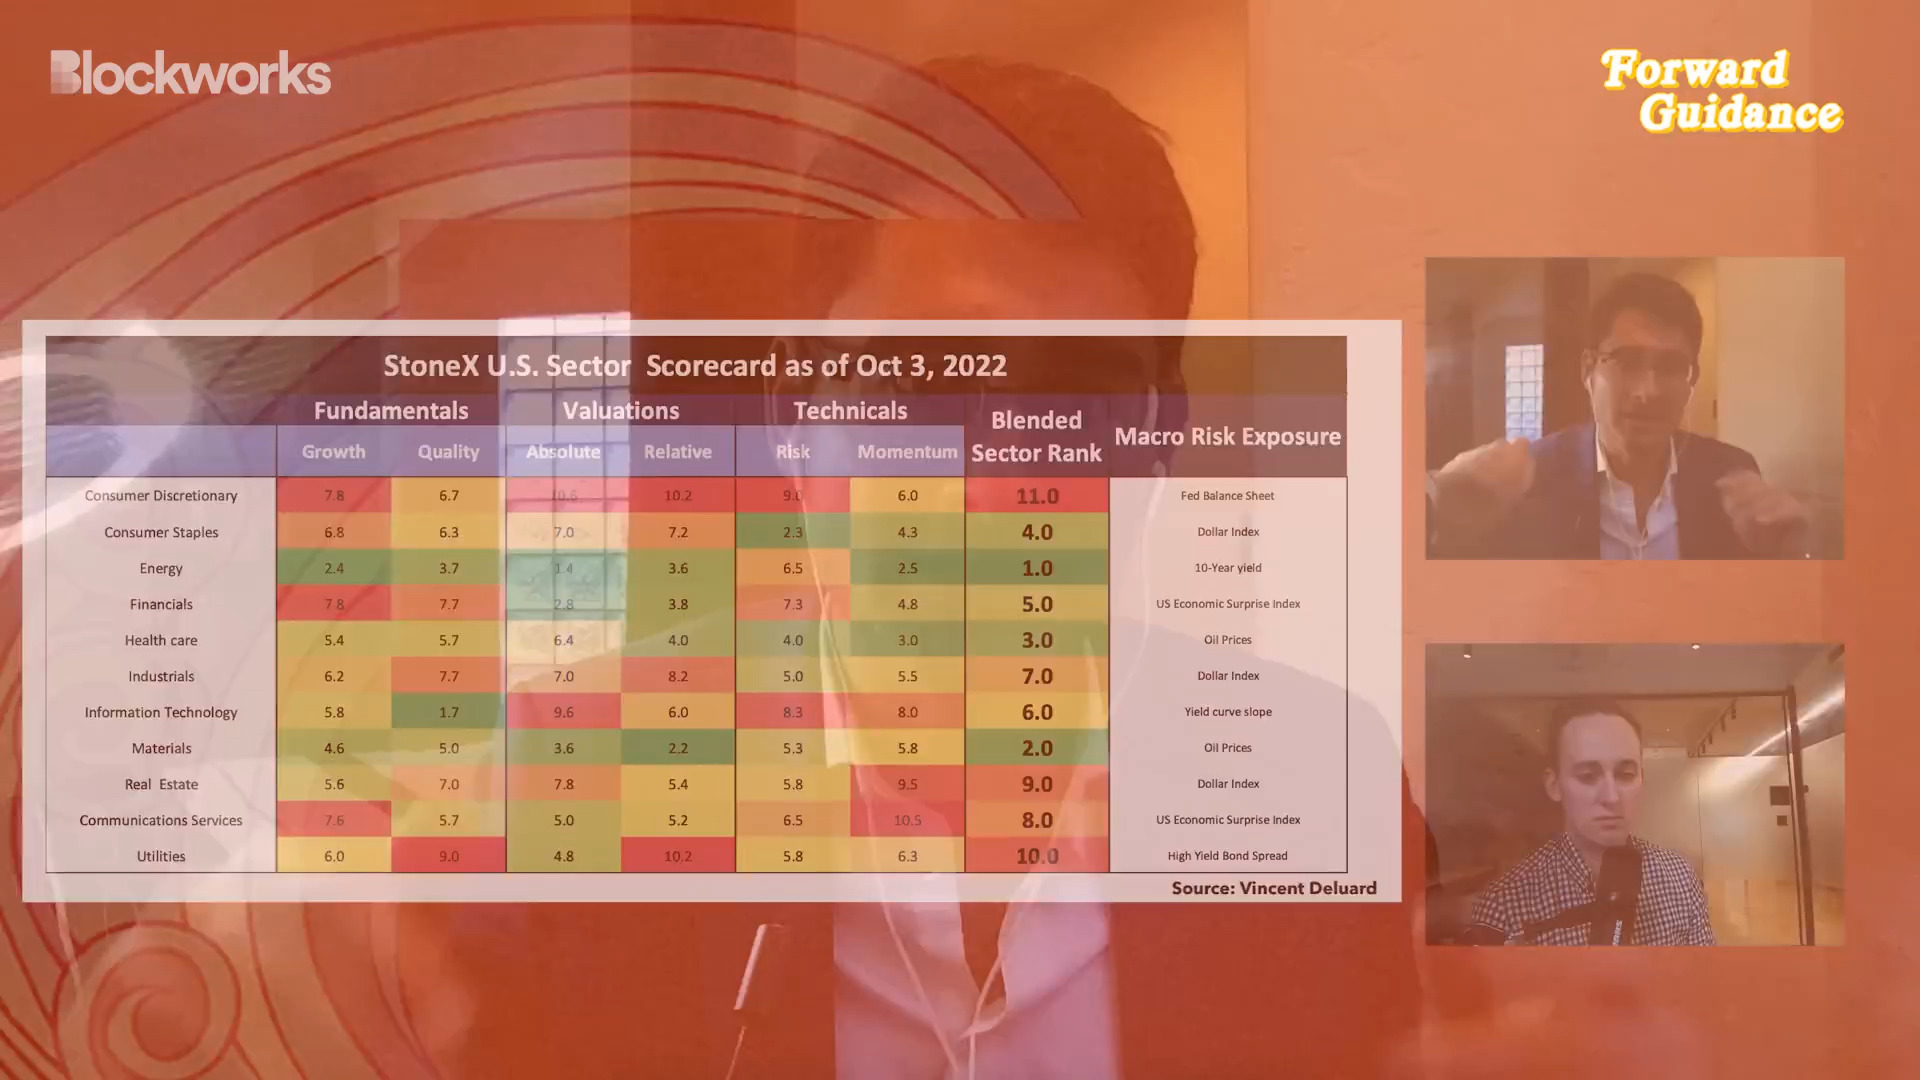 Blockworks
Forward
Guidance
StoneX U.S. Sector Scorecard as of Oct 3, 2022
Fundamentals Valuations Technicals Blended Sector Rank Macro Risk Exposure
Growth Quality Absolute Relative Risk Momentum
Consumer Discretionary 7.8 6.7 10.6 10.2 9.0 6.0 11.0 Fed Balance Sheet
Consumer Staples 6.8 6.3 7.0 7.2 2.3 4.3 4.0 Dollar Index
Energy 2.4 3.7 1.4 3.6 6.5 2.5 1.0 10-Year yield
Financials 7.8 7.7 2.8 3.8 7.3 4.8 5.0 US Economic Surprise Index
Health care 5.4 5.7 6.4 4.0 4.0 3.0 3.0 Oil Prices
Industrials 6.2 7.7 7.0 8.2 5.0 5.5 7.0 Dollar Index
Information Technology 5.8 1.7 9.6 6.0 8.3 8.0 6.0 Yield curve slope
Materials 4.6 5.0 3.6 2.2 5.3 5.8 2.0 Oil Prices
Real Estate 5.6 7.0 7.8 5.4 5.8 9.5 9.0 Dollar Index
Communications Services 7.6 5.7 5.0 5.2 6.5 10.5 8.0 US Economic Surprise Index
Utilities 6.0 9.0 4.8 10.2 5.8 6.3 10.0 High Yield Bond Spread
Source: Vincent Deluard